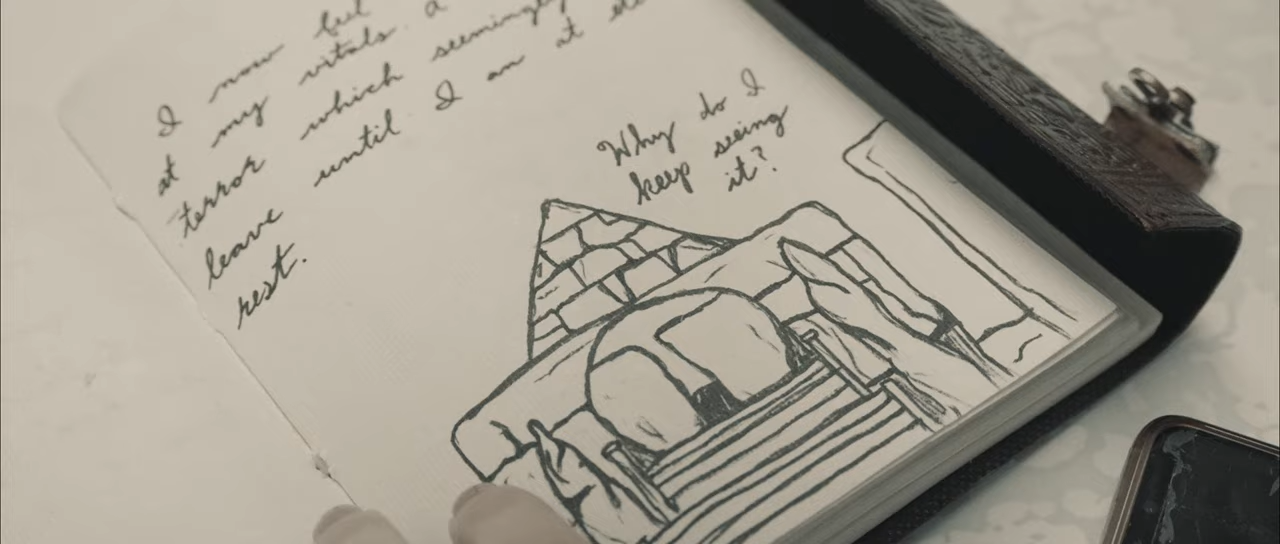 I now feel
at my vitals. a
terror which seemingly
leave until I am at
rest.
Why do I
keep seeing
it?